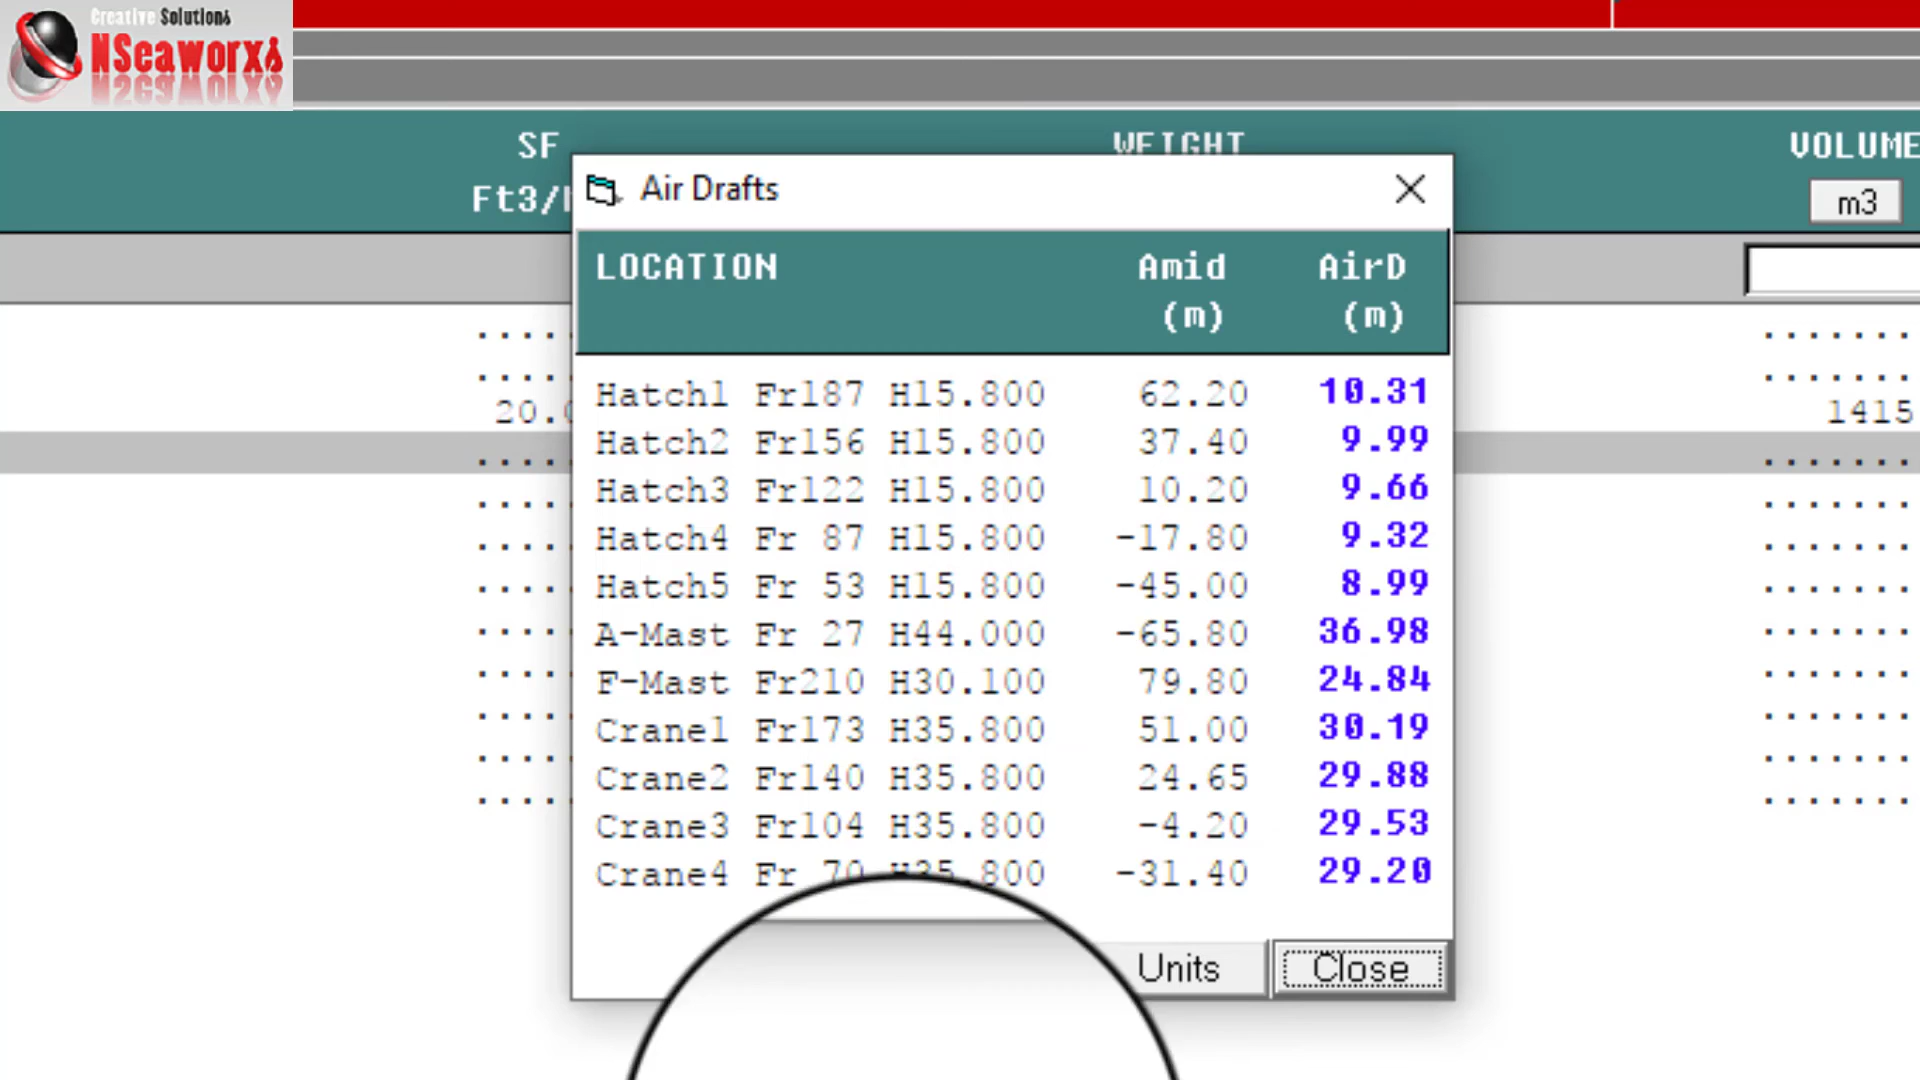 Creative Solutions
NSeaworxs
SF WEIGHT VOLUME
Ft3/ m3
Air Drafts
LOCATION Amid AirD
(m) (m)
Hatch1 Fr187 H15.800 62.20 10.31
Hatch2 Fr156 H15.800 37.40 9.99
Hatch3 Fr122 H15.800 10.20 9.66
Hatch4 Fr 87 H15.800 -17.80 9.32
Hatch5 Fr 53 H15.800 -45.00 8.99
A-Mast Fr 27 H44.000 -65.80 36.98
F-Mast Fr210 H30.100 79.80 24.84
Crane1 Fr173 H35.800 51.00 30.19
Crane2 Fr140 H35.800 24.65 29.88
Crane3 Fr104 H35.800 -4.20 29.53
Crane4 Fr 70 H35.800 -31.40 29.20
20.0 1415
Units Close